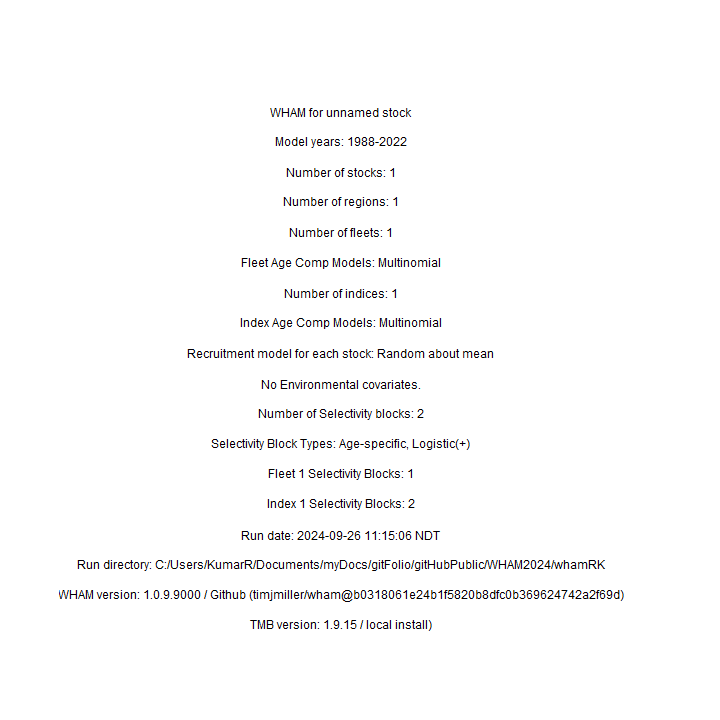 WHAM for unnamed stock
Model years: 1988-2022
Number of stocks: 1
Number of regions: 1
Number of fleets: 1
Fleet Age Comp Models: Multinomial
Number of indices: 1
Index Age Comp Models: Multinomial
Recruitment model for each stock: Random about mean
No Environmental covariates.
Number of Selectivity blocks: 2
Selectivity Block Types: Age-specific, Logistic(+)
Fleet 1 Selectivity Blocks: 1
Index 1 Selectivity Blocks: 2
Run date: 2024-09-26 11:15:06 NDT
Run directory: C:/Users/KumarR/Documents/myDocs/gitFolio/gitHubPublic/WHAM2024/whamRK
WHAM version: 1.0.9.9000 / Github (timjmiller/wham@b0318061e24b1f5820b8dfc0b369624742a2f69d)
TMB version: 1.9.15 / local install)